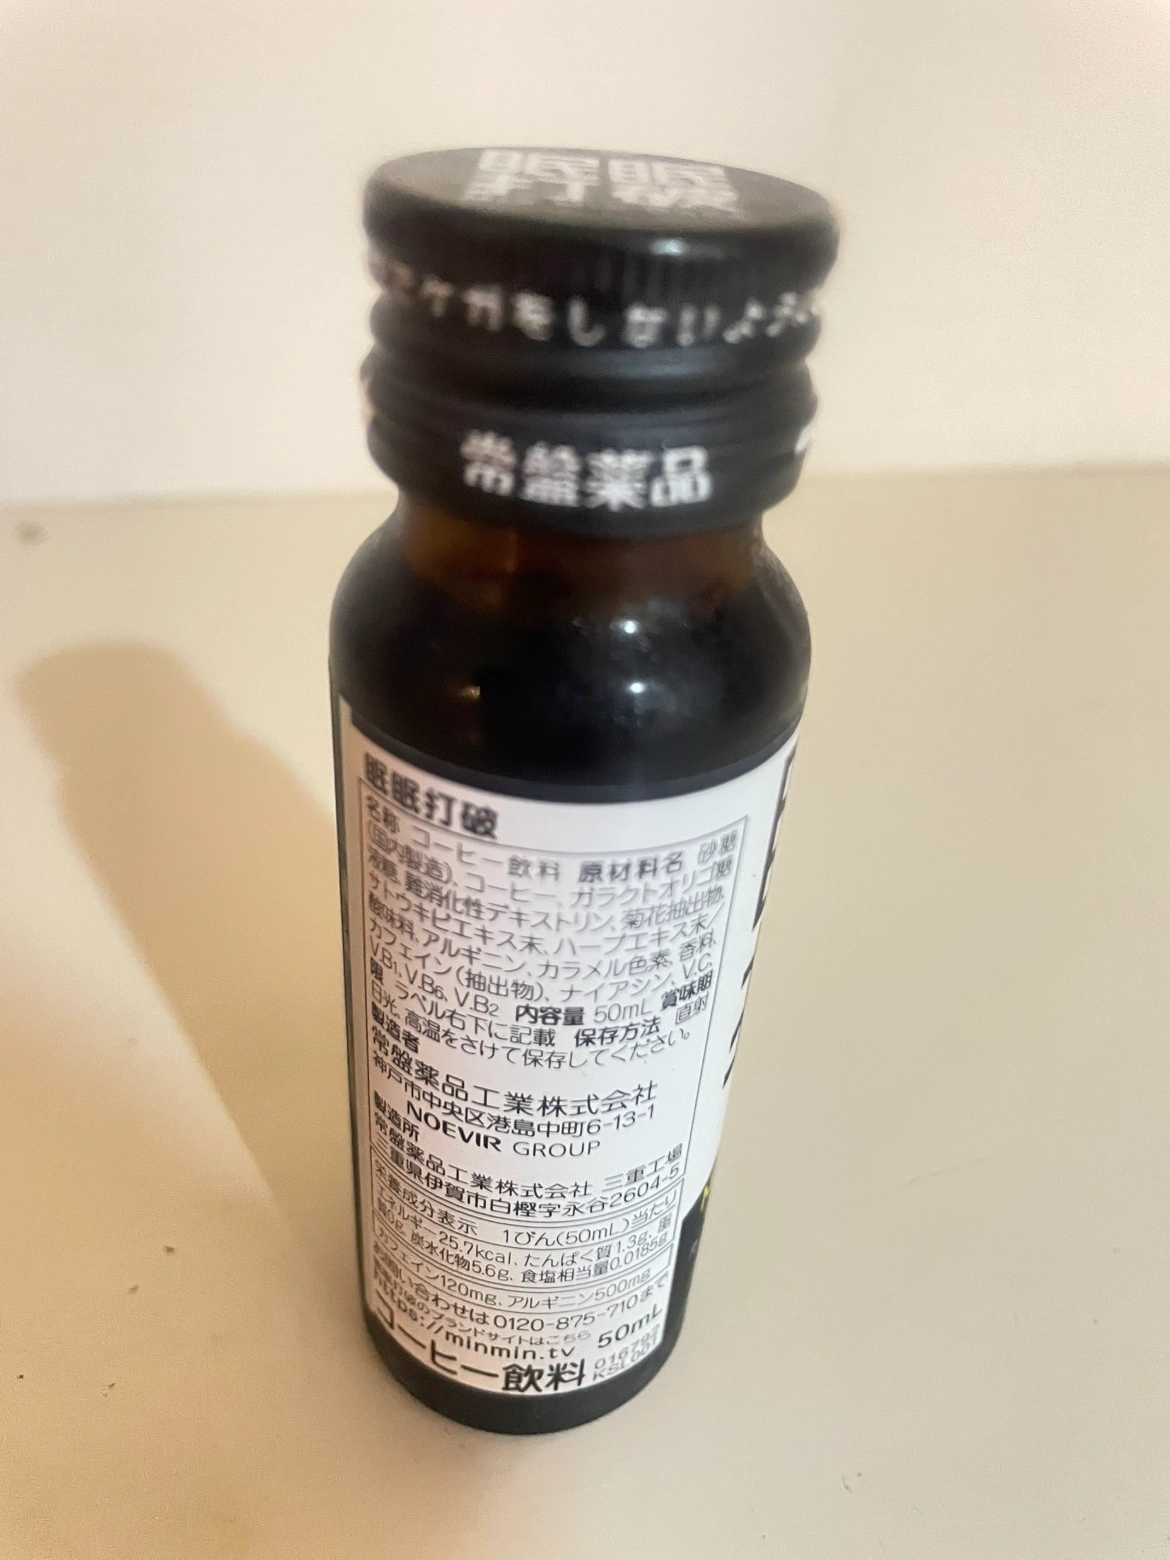 眠眠
打破
でケガをしないよう
常盤薬品
眠眠打破
名称 コーヒー飲料 原材料名 砂糖
(国内製造)、コーヒー、ガラクトオリゴ糖
液糖、難消化性デキストリン、菊花抽出物、
サトウキビエキス末、ハーブエキス末/
酸味料、アルギニン、カラメル色素、香料、
カフェイン(抽出物)、ナイアシン、V.C、
V.B1、V.B6、V.B2 内容量 50mL 賞味期
限 ラベル右下に記載 保存方法 直射
日光、高温をさけて保存してください。
製造者
常盤薬品工業株式会社
神戸市中央区港島中町6-13-1
NOEVIR GROUP
製造所
常盤薬品工業株式会社 三重工場
三重県伊賀市白樫字永谷2604-5
栄養成分表示 1びん(50mL)当たり
エネルギー25.7kcal、たんぱく質1.3g、脂
質0g、炭水化物5.6g、食塩相当量0.0185g
カフェイン120mg、アルギニン500mg
お問い合わせは0120-875-710まで
のブランドサイトはこちら
https://minmin.tv 50mL
コーヒー飲料
KSL001